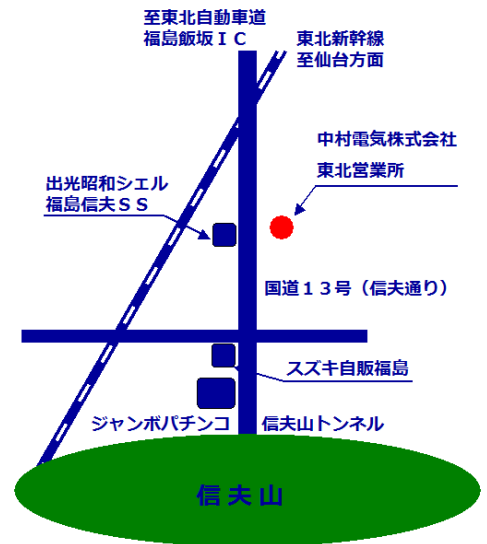 至東北自動車道
福島飯坂ＩＣ
東北新幹線
至仙台方面
中村電気株式会社
東北営業所
出光昭和シェル
福島信夫ＳＳ
国道１３号（信夫通り）
スズキ自販福島
ジャンボパチンコ
信夫山トンネル
信夫山